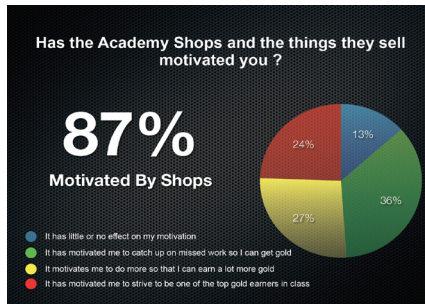 Has the Academy Shops and the things they sell
motivated you ?
87%
Motivated By Shops
13%
24%
36%
27%
It has little or no effect on my motivation
It has motivated me to catch up on missed work so I can get gold
It motivates me to do more so that I can earn a lot more gold
It has motivated me to strive to be one of the top gold earners in class